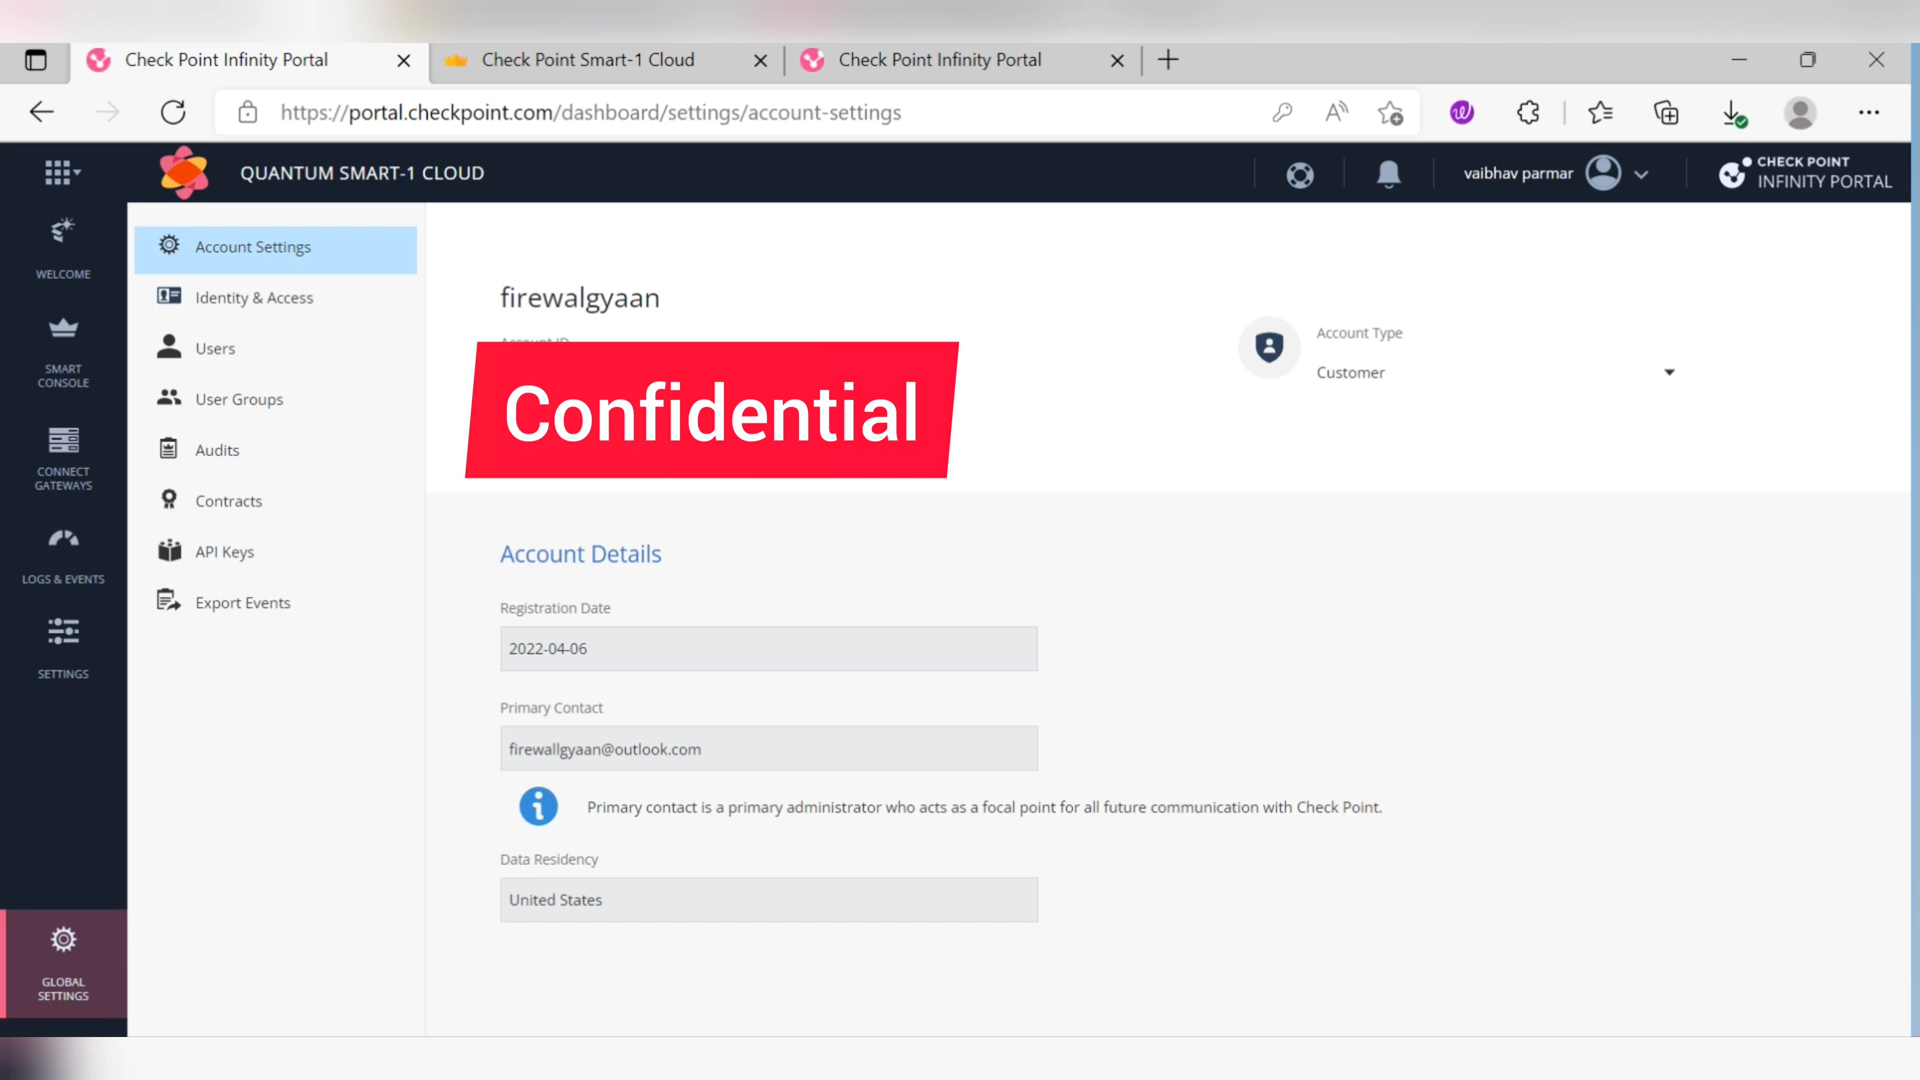 Check Point Infinity Portal
Check Point Smart-1 Cloud
Check Point Infinity Portal
https://portal.checkpoint.com/dashboard/settings/account-settings
QUANTUM SMART-1 CLOUD
vaibhav parmar
CHECK POINT
INFINITY PORTAL
WELCOME
SMART
CONSOLE
CONNECT
GATEWAYS
LOGS & EVENTS
SETTINGS
GLOBAL
SETTINGS
Account Settings
Identity & Access
Users
User Groups
Audits
Contracts
API Keys
Export Events
firewalgyaan
Account ID
Confidential
Account Type
Customer
Account Details
Registration Date
2022-04-06
Primary Contact
firewallgyaan@outlook.com
Primary contact is a primary administrator who acts as a focal point for all future communication with Check Point.
Data Residency
United States